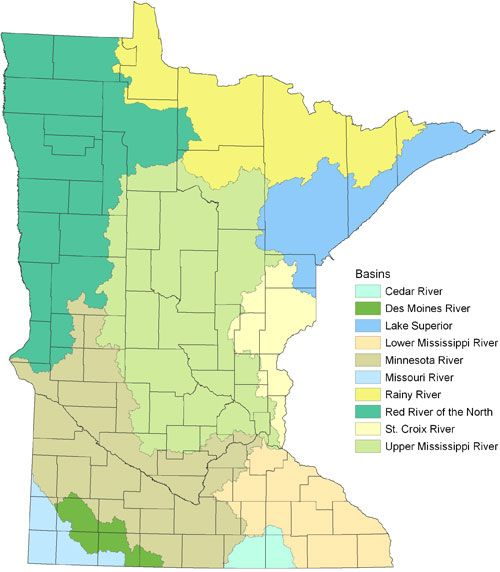 Basins
Cedar River
Des Moines River
Lake Superior
Lower Mississippi River
Minnesota River
Missouri River
Rainy River
Red River of the North
St. Croix River
Upper Mississippi River